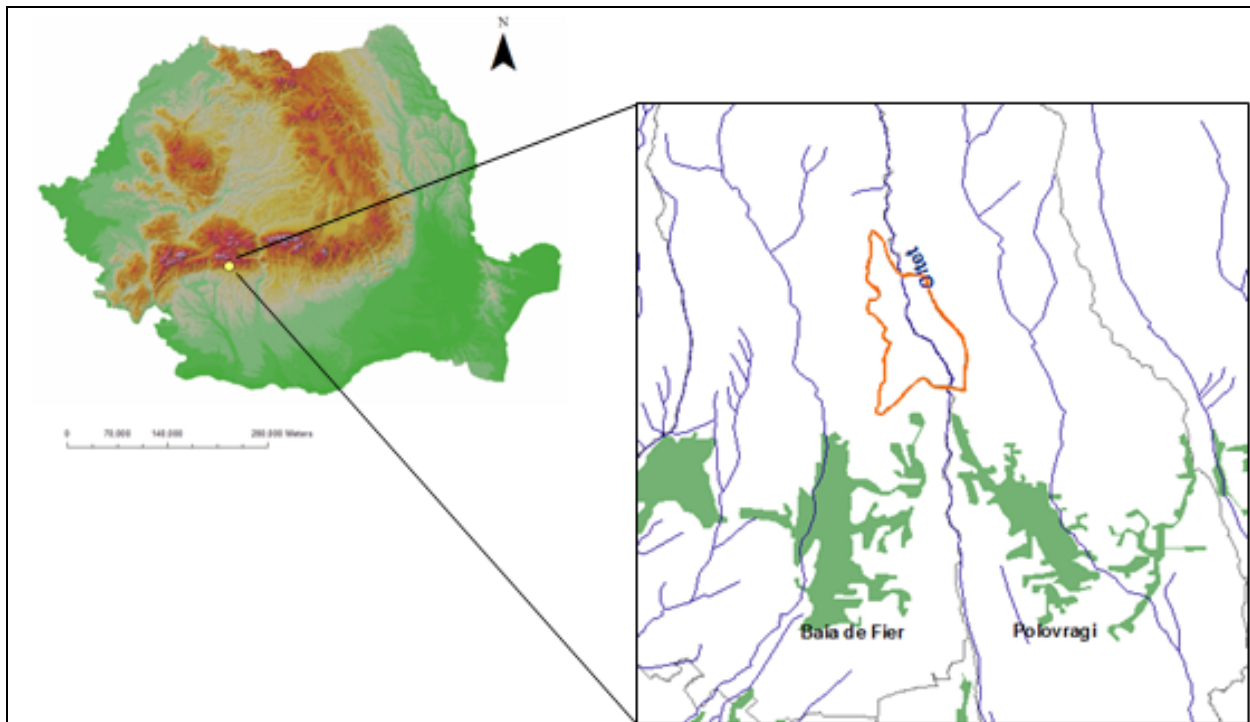 N
0 70,000 140,000 280,000 Meters
Oltet
Baia de Fier
Polovragi